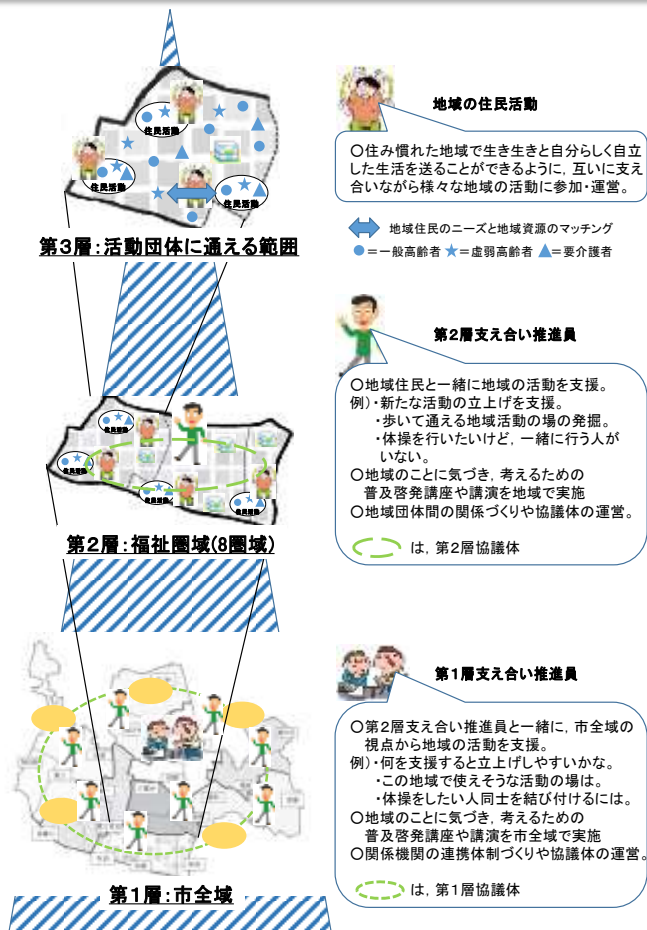 住民活動
住民活動
住民活動
第3層：活動団体に通える範囲
地域の住民活動
○住み慣れた地域で生き生きと自分らしく自立
した生活を送ることができるように，互いに支え
合いながら様々な地域の活動に参加・運営。
地域住民のニーズと地域資源のマッチング
●＝一般高齢者 ★＝虚弱高齢者 ▲＝要介護者
住民活動
住民活動
住民活動
住民活動
第2層：福祉圏域(8圏域)
第2層支え合い推進員
○地域住民と一緒に地域の活動を支援。
例）・新たな活動の立上げを支援。
・歩いて通える地域活動の場の発掘。
・体操を行いたいけど，一緒に行う人が
いない。
○地域のことに気づき，考えるための
普及啓発講座や講演を地域で実施
○地域団体間の関係づくりや協議体の運営。
は，第2層協議体
第1層：市全域
第1層支え合い推進員
○第2層支え合い推進員と一緒に，市全域の
視点から地域の活動を支援。
例）・何を支援すると立上げしやすいかな。
・この地域で使えそうな活動の場は。
・体操をしたい人同士を結び付けるには。
○地域のことに気づき，考えるための
普及啓発講座や講演を市全域で実施
○関係機関の連携体制づくりや協議体の運営。
は，第1層協議体